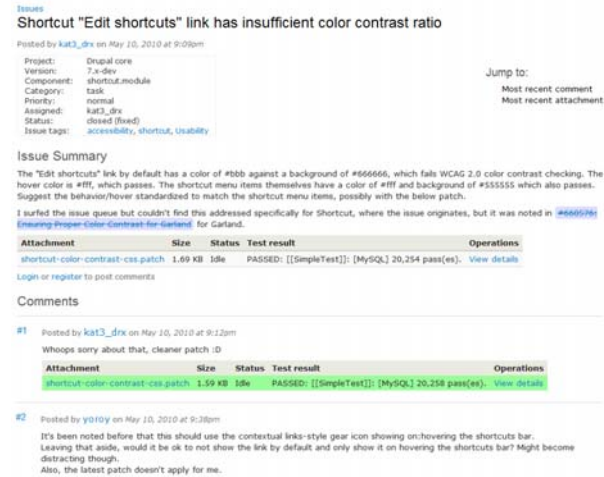 Issues
Shortcut "Edit shortcuts" link has insufficient color contrast ratio
Posted by kat3_drx on May 10, 2010 at 9:09pm
Project: Drupal core
Version: 7.x-dev
Component: shortcut.module
Category: task
Priority: normal
Assigned: kat3_drx
Status: closed (fixed)
Issue tags: accessibility, shortcut, Usability
Jump to:
Most recent comment
Most recent attachment
Issue Summary
The "Edit shortcuts" link by default has a color of #bbb against a background of #666666, which fails WCAG 2.0 color contrast checking. The
hover color is #fff, which passes. The shortcut menu items themselves have a color of #fff and background of #555555 which also passes.
Suggest the behavior/hover standardized to match the shortcut menu items, possibly with the below patch.
I surfed the issue queue but couldn't find this addressed specifically for Shortcut, where the issue originates, but it was noted in #660576:
Ensuring Proper Color Contrast for Garland for Garland.
Attachment Size Status Test result Operations
shortcut-color-contrast-css.patch 1.69 KB Idle PASSED: [[SimpleTest]]: [MySQL] 20,254 pass(es). View details
Login or register to post comments
Comments
#1 Posted by kat3_drx on May 10, 2010 at 9:12pm
Whoops sorry about that, cleaner patch :D
Attachment Size Status Test result Operations
shortcut-color-contrast-css.patch 1.59 KB Idle PASSED: [[SimpleTest]]: [MySQL] 20,258 pass(es). View details
#2 Posted by yoroy on May 10, 2010 at 9:38pm
It's been noted before that this should use the contextual links-style gear icon showing on:hovering the shortcuts bar.
Leaving that aside, would it be ok to not show the link by default and only show it on hovering the shortcuts bar? Might become
distracting though.
Also, the latest patch doesn't apply for me.